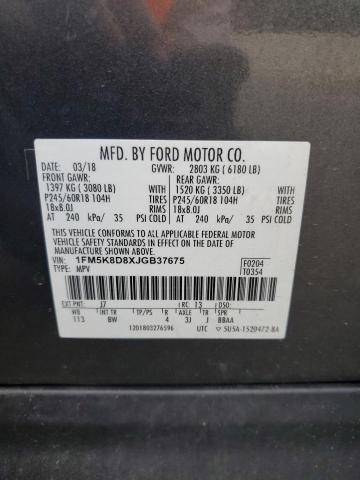 MFD. BY FORD MOTOR CO.
DATE: 03/18 GVWR: 2803 KG ( 6180 LB)
FRONT GAWR: REAR GAWR:
1397 KG ( 3080 LB) WITH 1520 KG ( 3350 LB) WITH
P245/60R18 104H TIRES P245/60R18 104H TIRES
18x8.0J RIMS 18x8.0J RIMS
AT 240 kPa/ 35 PSI COLD AT 240 kPa/ 35 PSI COLD
THIS VEHICLE CONFORMS TO ALL APPLICABLE FEDERAL MOTOR
VEHICLE SAFETY AND THEFT PREVENTION STANDARDS IN EFFECT
ON THE DATE OF MANUFACTURE SHOWN ABOVE.
VIN: 1FM5K8D8XJGB37675 F0204
TYPE: MPV T0354
EXT PNT: J7 RC: 13 DSO:
WB INT TR TP/PS R AXLE TR SPR
113 BW 4 3J J BBAA
12D1803276596 UTC SU5A-1520472-BA